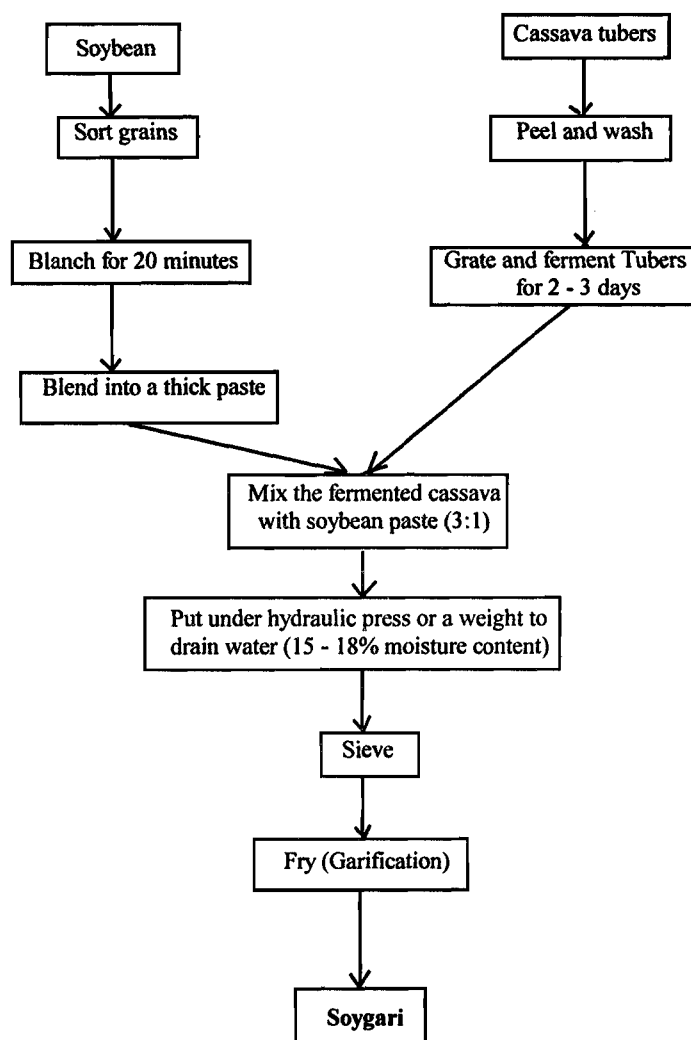 Soybean
Sort grains
Blanch for 20 minutes
Blend into a thick paste
Cassava tubers
Peel and wash
Grate and ferment Tubers
for 2 - 3 days
Mix the fermented cassava
with soybean paste (3:1)
Put under hydraulic press or a weight to
drain water (15 - 18% moisture content)
Sieve
Fry (Garification)
Soygari